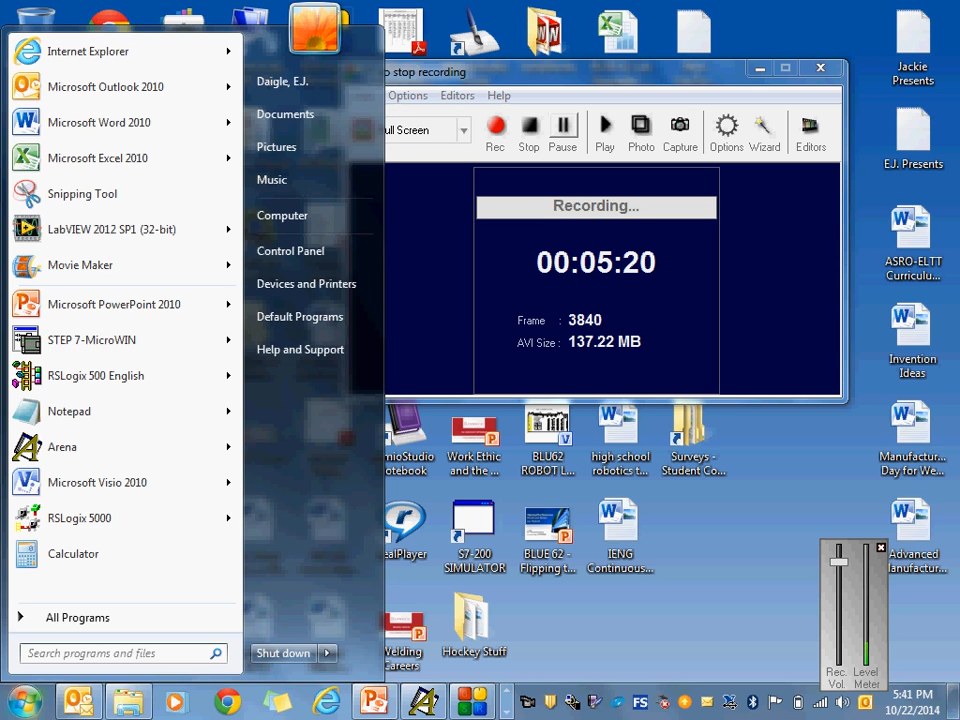 Internet Explorer
Microsoft Outlook 2010
Microsoft Word 2010
Microsoft Excel 2010
Snipping Tool
LabVIEW 2012 SP1 (32-bit)
Movie Maker
Microsoft PowerPoint 2010
STEP 7-MicroWIN
RSLogix 500 English
Notepad
Arena
Microsoft Visio 2010
RSLogix 5000
Calculator
All Programs
Search programs and files
Daigle, E.J.
Documents
Pictures
Music
Computer
Control Panel
Devices and Printers
Default Programs
Help and Support
Shut down
o stop recording
Options Editors Help
ull Screen
Rec Stop Pause Play Photo Capture Options Wizard Editors
Recording...
00:05:20
Frame : 3840
AVI Size : 137.22 MB
Jackie
Presents
E.J. Presents
ASRO-ELTT
Curriculu...
Invention
Ideas
Manufactur...
Day for We...
Advanced
Manufactur...
mioStudio
otebook
Work Ethic
and the ...
BLU62
ROBOT L...
high school
robotics t...
Surveys -
Student Co...
ealPlayer
S7-200
SIMULATOR
BLUE 62 -
Flipping t...
IENG
Continuous...
Welding
Careers
Hockey Stuff
Rec. Level
Vol. Meter
FS
5:41 PM
10/22/2014